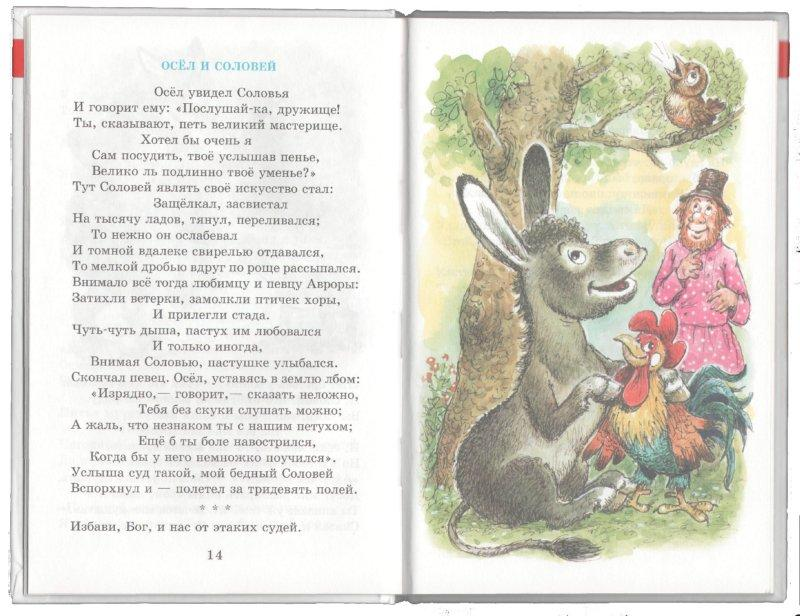 ОСЁЛ И СОЛОВЕЙ
Осёл увидел Соловья
И говорит ему: «Послушай-ка, дружище!
Ты, сказывают, петь великий мастерище.
Хотел бы очень я
Сам посудить, твоё услышав пенье,
Велико ль подлинно твоё уменье?»
Тут Соловей являть своё искусство стал:
Защёлкал, засвистал
На тысячу ладов, тянул, переливался;
То нежно он ослабевал
И томной вдалеке свирелью отдавался,
То мелкой дробью вдруг по роще рассыпался.
Внимало всё тогда любимцу и певцу Авроры:
Затихли ветерки, замолкли птичек хоры,
И прилегли стада.
Чуть-чуть дыша, пастух им любовался
И только иногда,
Внимая Соловью, пастушке улыбался.
Скончал певец. Осёл, уставясь в землю лбом:
«Изрядно,— говорит,— сказать неложно,
Тебя без скуки слушать можно;
А жаль, что незнаком ты с нашим петухом;
Ещё б ты боле навострился,
Когда бы у него немножко поучился».
Услыша суд такой, мой бедный Соловей
Вспорхнул и — полетел за тридевять полей.
* * *
Избави, Бог, и нас от этаких судей.
14